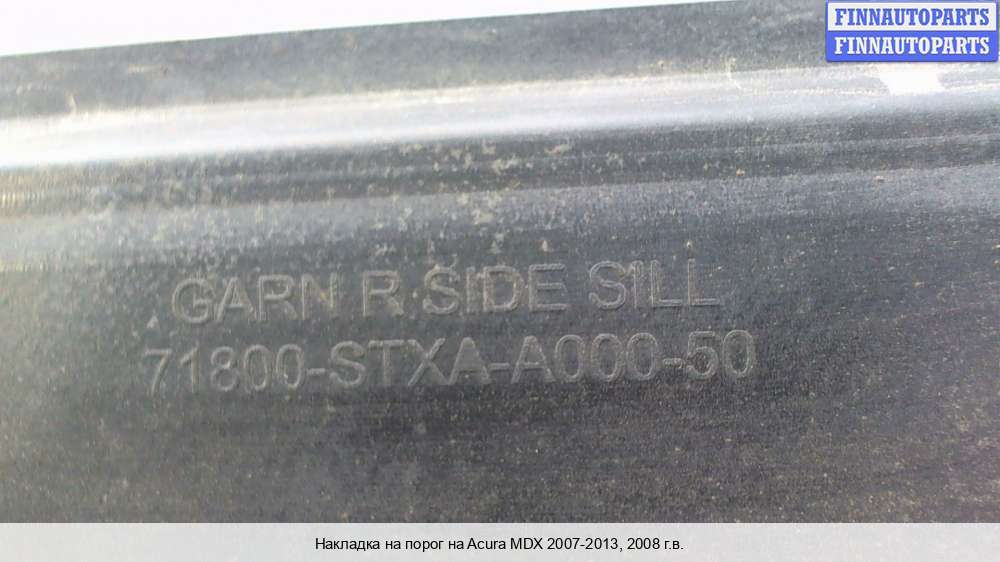 FINNAUTOPARTS
FINNAUTOPARTS
GARN R SIDE SILL
71800-STXA-A000-50
Накладка на порог на Acura MDX 2007-2013, 2008 г.в.